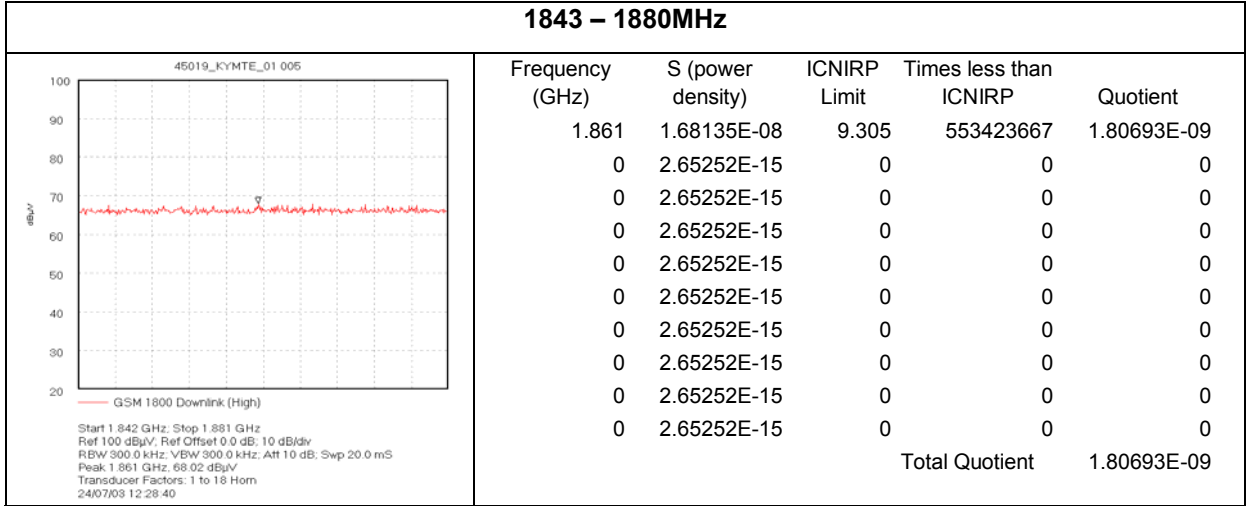 1843 – 1880MHz
45019_KYMTE_01 005
100
90
80
70
60
50
40
30
20
dBµV
GSM 1800 Downlink (High)
Start 1.842 GHz; Stop 1.881 GHz
Ref 100 dBµV; Ref Offset 0.0 dB; 10 dB/div
RBW 300.0 kHz; VBW 300.0 kHz; Att 10 dB; Swp 20.0 mS
Peak 1.861 GHz, 68.02 dBµV
Transducer Factors: 1 to 18 Horn
24/07/03 12:28:40
Frequency (GHz) S (power density) ICNIRP Limit Times less than ICNIRP Quotient
1.861 1.68135E-08 9.305 553423667 1.80693E-09
0 2.65252E-15 0 0 0
0 2.65252E-15 0 0 0
0 2.65252E-15 0 0 0
0 2.65252E-15 0 0 0
0 2.65252E-15 0 0 0
0 2.65252E-15 0 0 0
0 2.65252E-15 0 0 0
0 2.65252E-15 0 0 0
0 2.65252E-15 0 0 0
Total Quotient 1.80693E-09